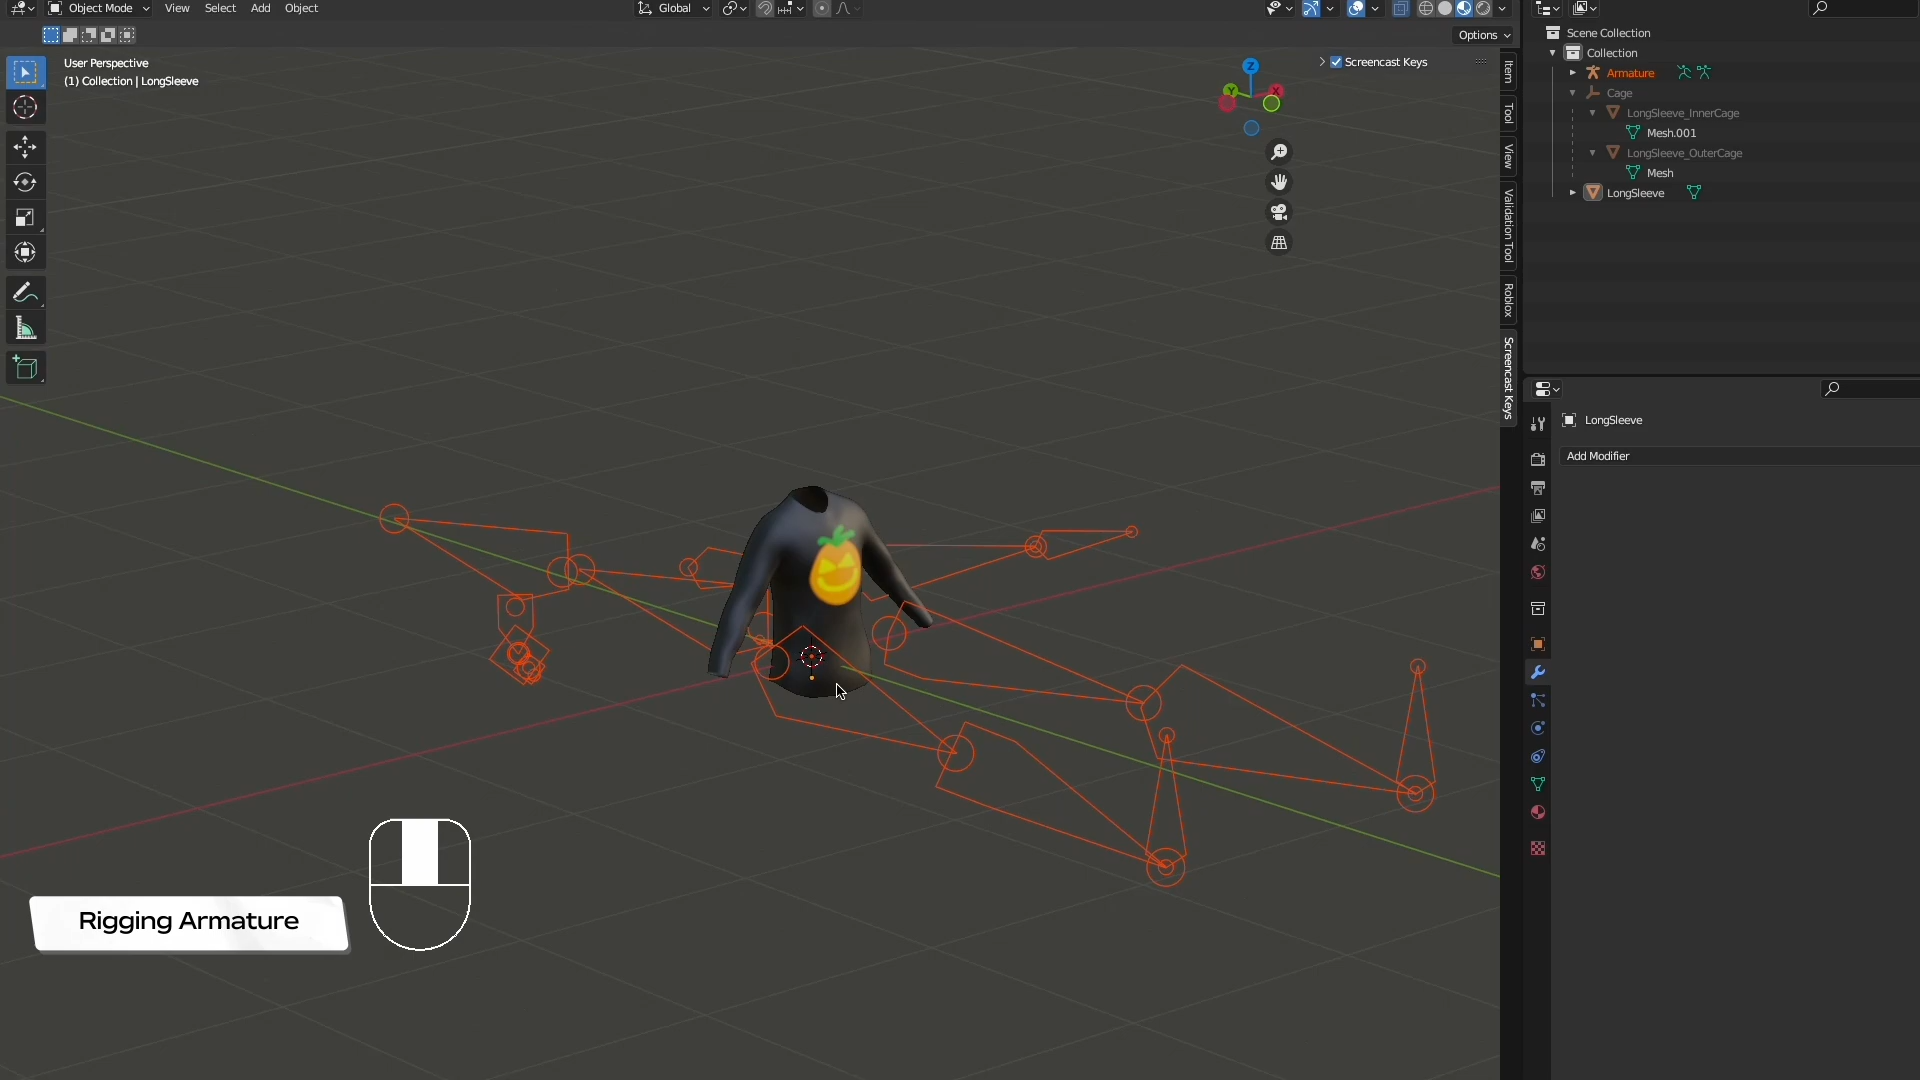 Object Mode
View
Select
Add
Object
Global
Options
User Perspective
(1) Collection | LongSleeve
Z
Y
X
Screencast Keys
Item
Tool
View
Validation Tool
Roblox
Screencast Keys
Scene Collection
Collection
Armature
Cage
LongSleeve_InnerCage
Mesh.001
LongSleeve_OuterCage
Mesh
LongSleeve
LongSleeve
Add Modifier
Rigging Armature